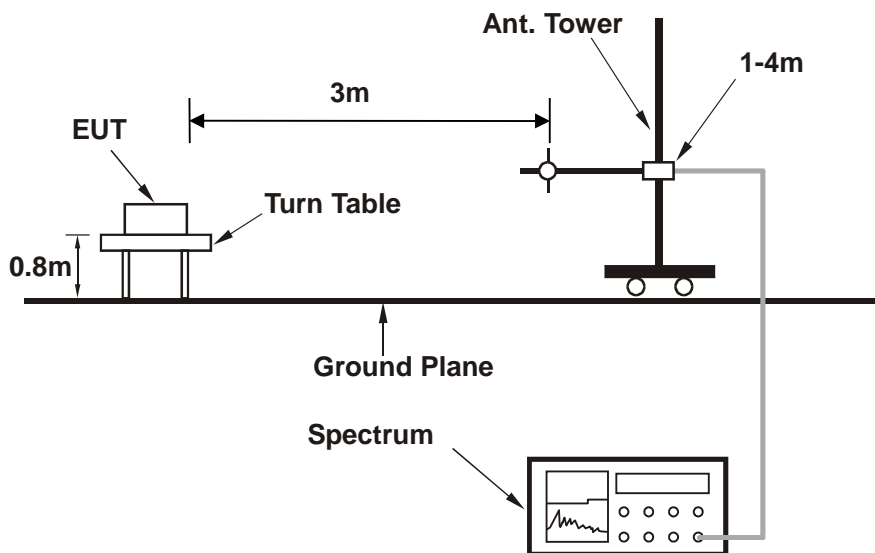 Ant. Tower
1-4m
3m
EUT
Turn Table
0.8m
Ground Plane
Spectrum